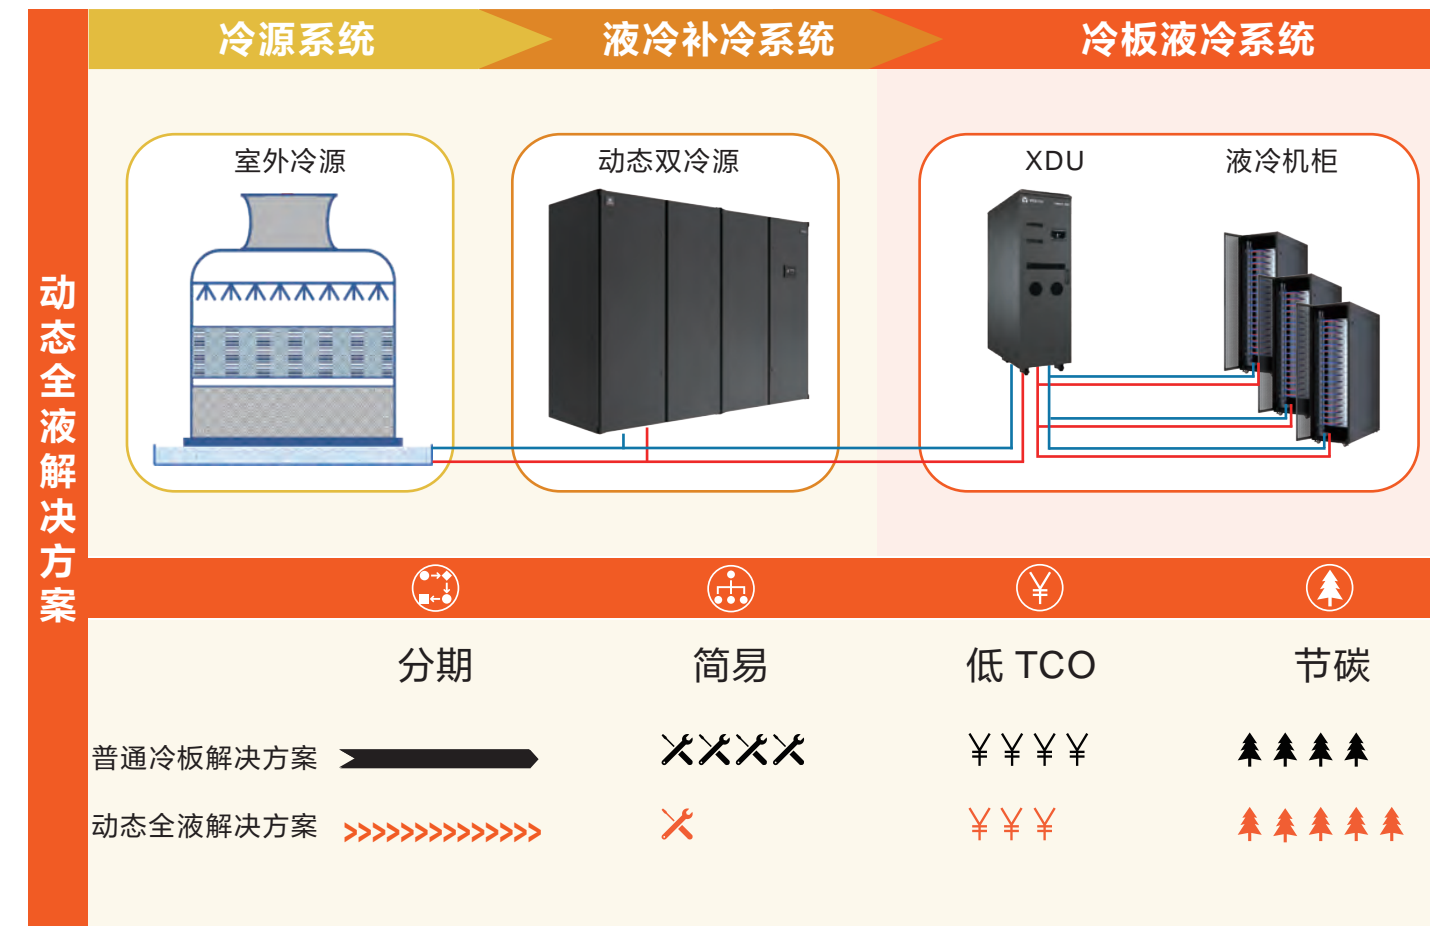 动态全液解决方案
冷源系统
液冷补冷系统
冷板液冷系统
室外冷源
动态双冷源
XDU
液冷机柜
分期
简易
低 TCO
节碳
普通冷板解决方案
动态全液解决方案